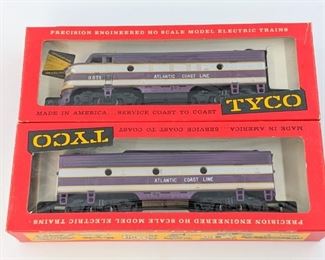 PRECISION ENGINEERED HO SCALE MODEL ELECTRIC TRAINS
ATLANTIC COAST LINE
MADE IN AMERICA . . . SERVICE COAST TO COAST
TYCO
TYCO
MADE IN AMERICA . . . SERVICE COAST TO COAST
ATLANTIC COAST LINE
PRECISION ENGINEERED HO SCALE MODEL ELECTRIC TRAINS